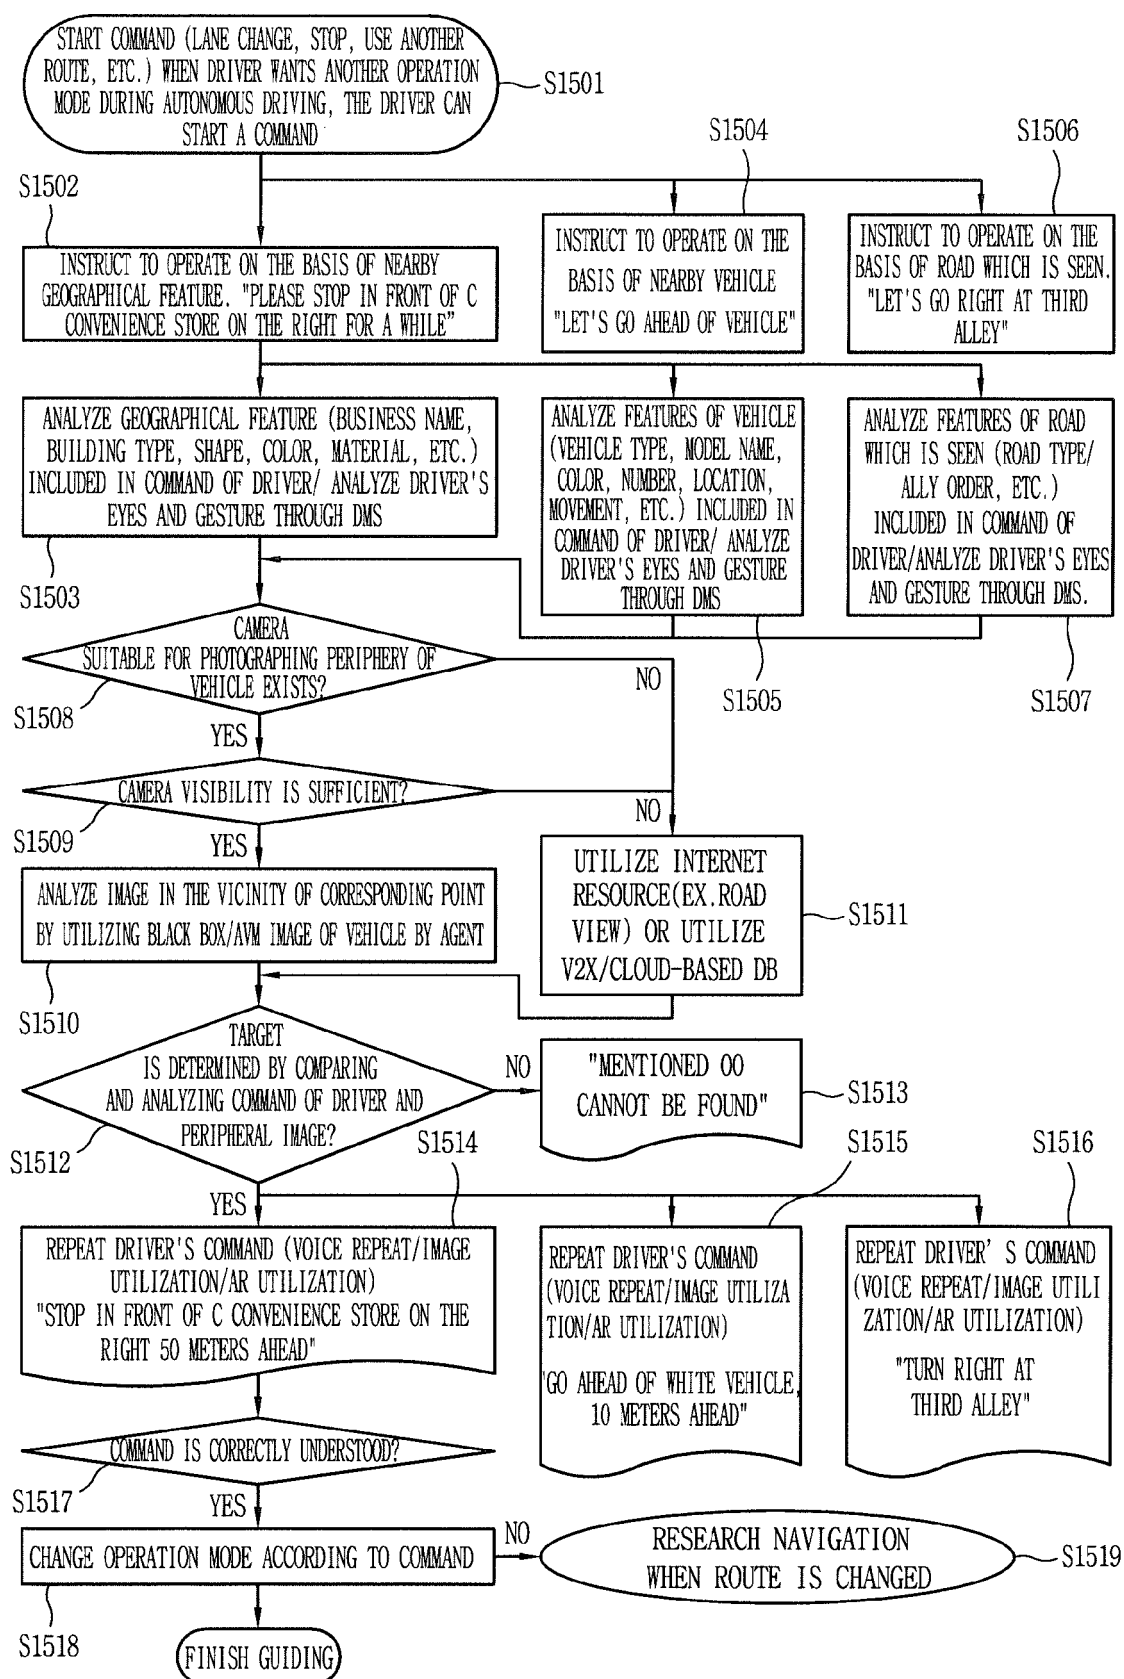 START COMMAND (LANE CHANGE, STOP, USE ANOTHER
ROUTE, ETC.) WHEN DRIVER WANTS ANOTHER OPERATION
MODE DURING AUTONOMOUS DRIVING, THE DRIVER CAN
START A COMMAND
S1501
S1502
S1504
S1506
INSTRUCT TO OPERATE ON THE BASIS OF NEARBY
GEOGRAPHICAL FEATURE. "PLEASE STOP IN FRONT OF C
CONVENIENCE STORE ON THE RIGHT FOR A WHILE"
INSTRUCT TO OPERATE ON THE
BASIS OF NEARBY VEHICLE
"LET'S GO AHEAD OF VEHICLE"
INSTRUCT TO OPERATE ON THE
BASIS OF ROAD WHICH IS SEEN.
"LET'S GO RIGHT AT THIRD
ALLEY"
ANALYZE GEOGRAPHICAL FEATURE (BUSINESS NAME,
BUILDING TYPE, SHAPE, COLOR, MATERIAL, ETC.)
INCLUDED IN COMMAND OF DRIVER/ ANALYZE DRIVER'S
EYES AND GESTURE THROUGH DMS
S1503
ANALYZE FEATURES OF VEHICLE
(VEHICLE TYPE, MODEL NAME,
COLOR, NUMBER, LOCATION,
MOVEMENT, ETC.) INCLUDED IN
COMMAND OF DRIVER/ ANALYZE
DRIVER'S EYES AND GESTURE
THROUGH DMS
S1505
ANALYZE FEATURES OF ROAD
WHICH IS SEEN (ROAD TYPE/
ALLY ORDER, ETC.)
INCLUDED IN COMMAND OF
DRIVER/ANALYZE DRIVER'S EYES
AND GESTURE THROUGH DMS.
S1507
CAMERA
SUITABLE FOR PHOTOGRAPHING PERIPHERY OF
VEHICLE EXISTS?
S1508
NO
YES
CAMERA VISIBILITY IS SUFFICIENT?
S1509
NO
YES
ANALYZE IMAGE IN THE VICINITY OF CORRESPONDING POINT
BY UTILIZING BLACK BOX/AVM IMAGE OF VEHICLE BY AGENT
S1510
UTILIZE INTERNET
RESOURCE(EX.ROAD
VIEW) OR UTILIZE
V2X/CLOUD-BASED DB
S1511
TARGET
IS DETERMINED BY COMPARING
AND ANALYZING COMMAND OF DRIVER AND
PERIPHERAL IMAGE?
S1512
NO
"MENTIONED OO
CANNOT BE FOUND"
S1513
YES
S1514
S1515
S1516
REPEAT DRIVER'S COMMAND (VOICE REPEAT/IMAGE
UTILIZATION/AR UTILIZATION)
"STOP IN FRONT OF C CONVENIENCE STORE ON THE
RIGHT 50 METERS AHEAD"
REPEAT DRIVER'S COMMAND
(VOICE REPEAT/IMAGE UTILIZA
TION/AR UTILIZATION)
'GO AHEAD OF WHITE VEHICLE,
10 METERS AHEAD"
REPEAT DRIVER'S COMMAND
(VOICE REPEAT/IMAGE UTILI
ZATION/AR UTILIZATION)
"TURN RIGHT AT
THIRD ALLEY"
COMMAND IS CORRECTLY UNDERSTOOD?
S1517
YES
CHANGE OPERATION MODE ACCORDING TO COMMAND
S1518
NO
RESEARCH NAVIGATION
WHEN ROUTE IS CHANGED
S1519
FINISH GUIDING